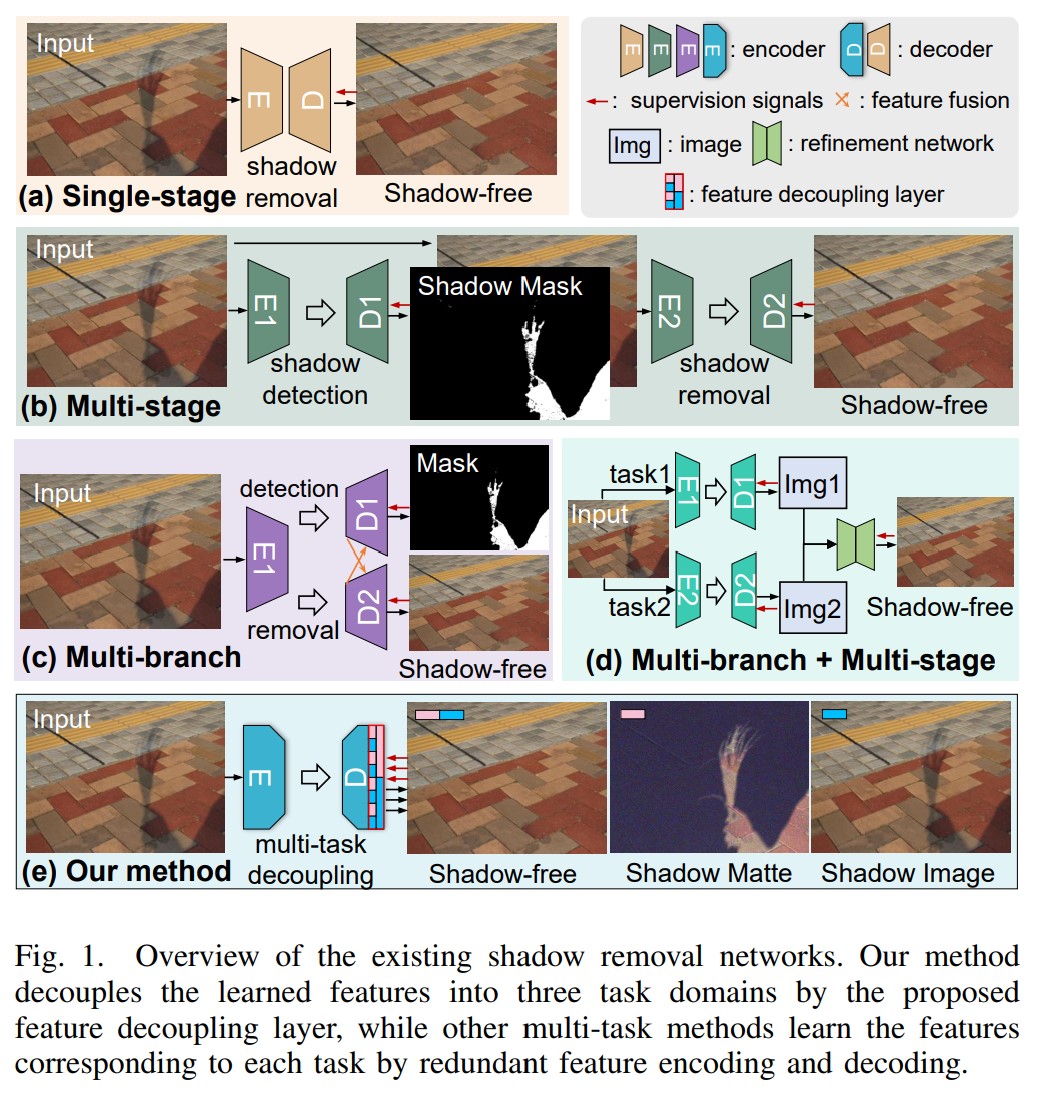 Input
E
D
shadow
removal
(a) Single-stage
Shadow-free
E E E E : encoder D D : decoder
: supervision signals : feature fusion
Img : image : refinement network
: feature decoupling layer
Input
E1
D1
shadow
detection
Shadow Mask
E2
D2
shadow
removal
(b) Multi-stage
Shadow-free
Input
detection
E1
D1
D2
removal
Mask
(c) Multi-branch
Shadow-free
task1
Input
task2
E1
D1
Img1
E2
D2
Img2
Shadow-free
(d) Multi-branch + Multi-stage
Input
E
D
multi-task
decoupling
(e) Our method
Shadow-free
Shadow Matte
Shadow Image
Fig. 1. Overview of the existing shadow removal networks. Our method
decouples the learned features into three task domains by the proposed
feature decoupling layer, while other multi-task methods learn the features
corresponding to each task by redundant feature encoding and decoding.